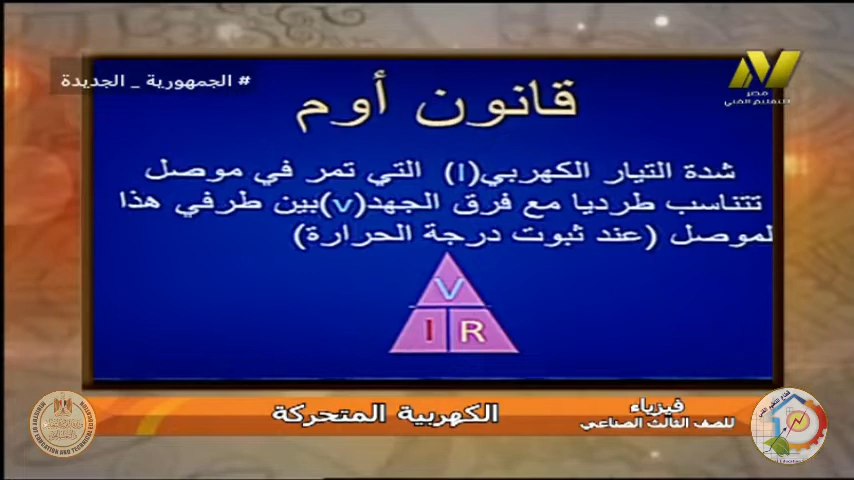 # الجمهورية _ الجديدة
مصر
التعليم الفني
قانون أوم
شدة التيار الكهربي(I) التي تمر في موصل
تتناسب طرديا مع فرق الجهد(v)بين طرفي هذا
لموصل (عند ثبوت درجة الحرارة)
V
I R
فيزياء
للصف الثالث الصناعي
الكهربية المتحركة